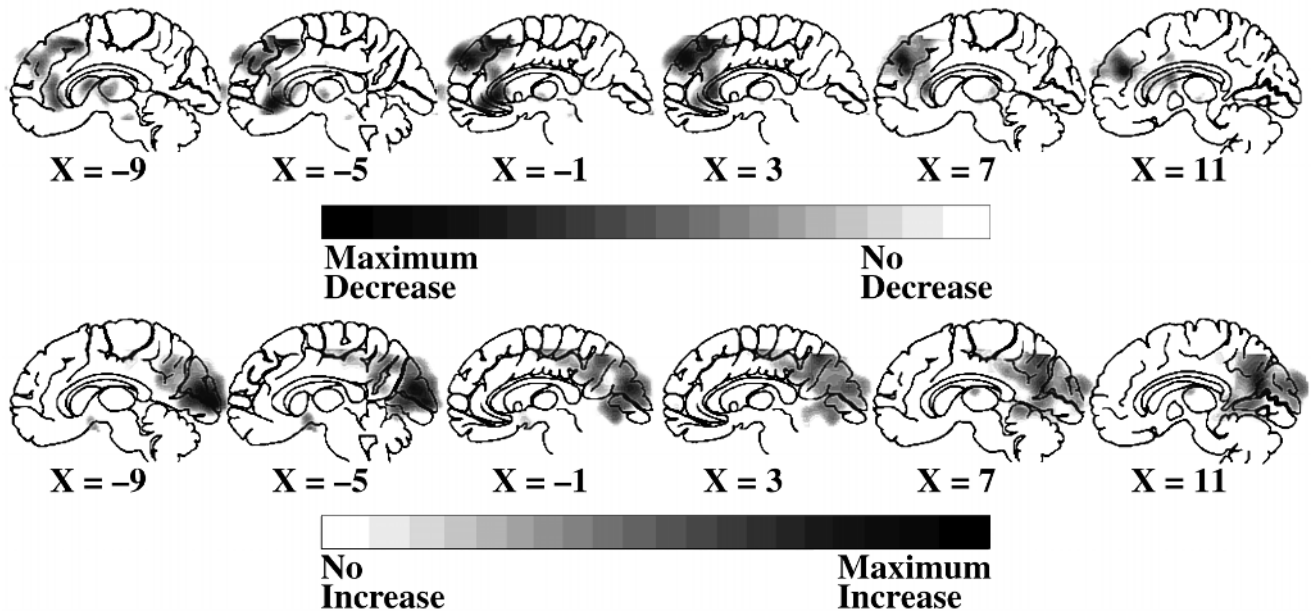 X = –9 X = –5 X = –1 X = 3 X = 7 X = 11
Maximum No
Decrease Decrease
X = –9 X = –5 X = –1 X = 3 X = 7 X = 11
No Maximum
Increase Increase